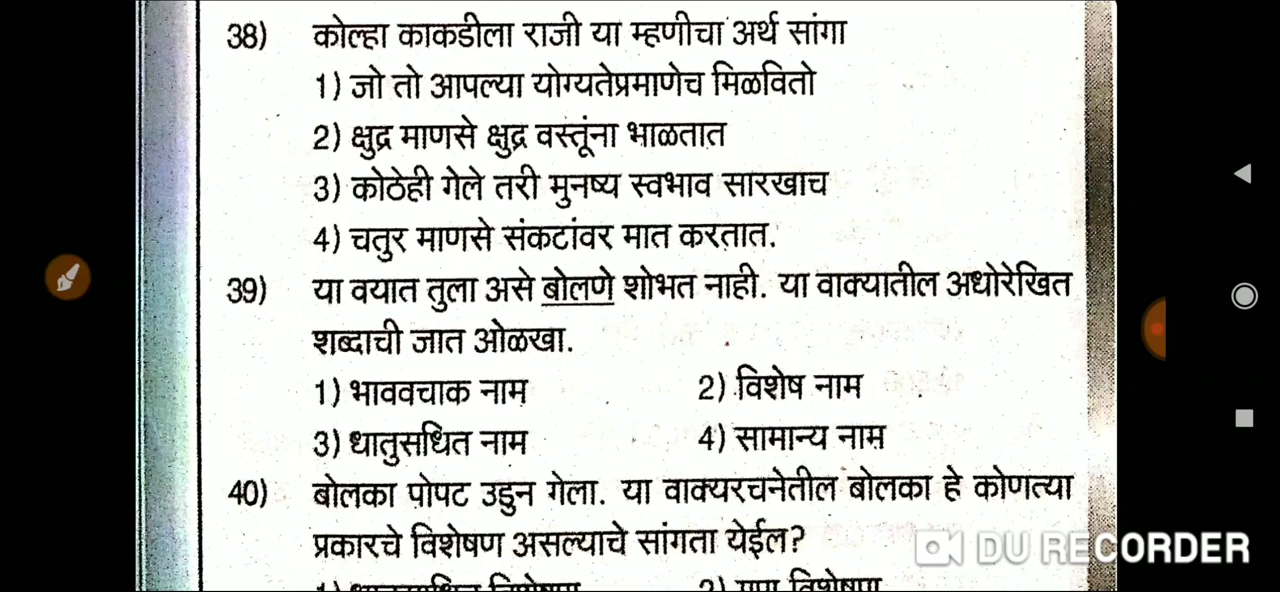 38) कोल्हा काकडीला राजी या म्हणीचा अर्थ सांगा
1) जो तो आपल्या योग्यतेप्रमाणेच मिळवितो
2) क्षुद्र माणसे क्षुद्र वस्तूंना भाळतात
3) कोठेही गेले तरी मुनष्य स्वभाव सारखाच
4) चतुर माणसे संकटांवर मात करतात.
39) या वयात तुला असे बोलणे शोभत नाही. या वाक्यातील अधोरेखित
शब्दाची जात ओळखा.
1) भाववचाक नाम 2) विशेष नाम
3) धातुसधित नाम 4) सामान्य नाम
40) बोलका पोपट उडुन गेला. या वाक्यरचनेतील बोलका हे कोणत्या
प्रकारचे विशेषण असल्याचे सांगता येईल?
DU RECORDER